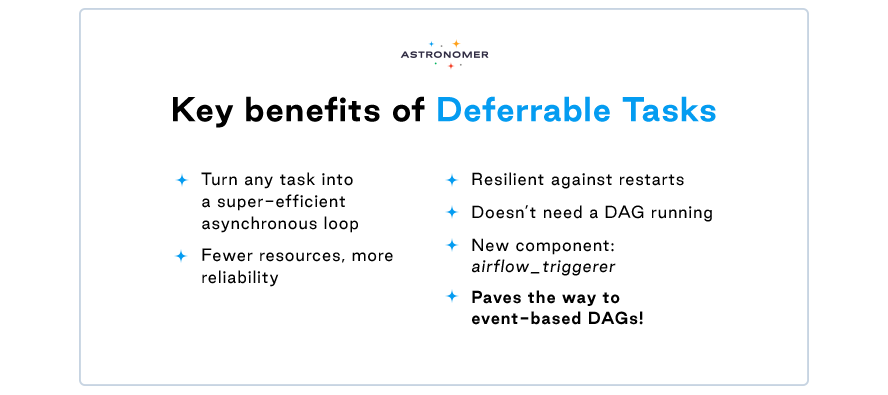 ASTRONOMER
Key benefits of Deferrable Tasks
Turn any task into
a super-efficient
asynchronous loop
Fewer resources, more
reliability
Resilient against restarts
Doesn't need a DAG running
New component:
airflow_triggerer
Paves the way to
event-based DAGs!